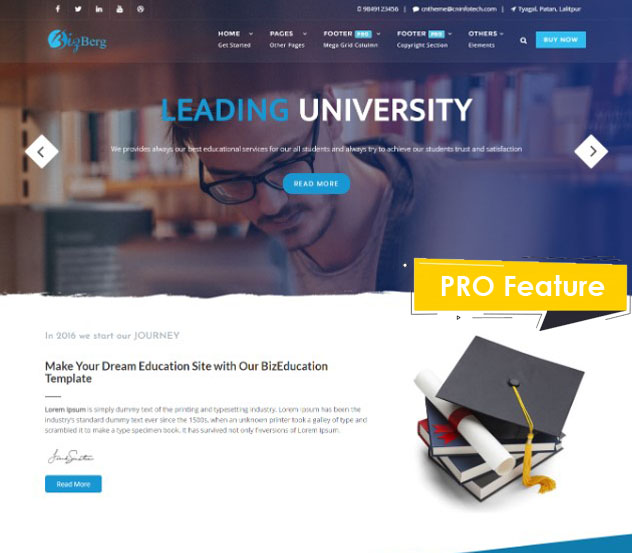 9849123456 | cntheme@cninfotech.com | Tyagal, Patan, Lalitpur
BizBerg
HOME PAGES FOOTER PRO FOOTER PRO OTHERS
Get Started Other Pages Mega Grid Column Copyright Section Elements
BUY NOW
LEADING UNIVERSITY
We provides always our best educational services for our all students and always try to achieve our students trust and satisfaction
READ MORE
PRO Feature
In 2016 we start our JOURNEY
Make Your Dream Education Site with Our BizEducation
Template
Lorem Ipsum is simply dummy text of the printing and typesetting industry. Lorem Ipsum has been the
industry's standard dummy text ever since the 1500s, when an unknown printer took a galley of type and
scrambled it to make a type specimen book. It has survived not only fiversions of Lorem Ipsum.
Read More